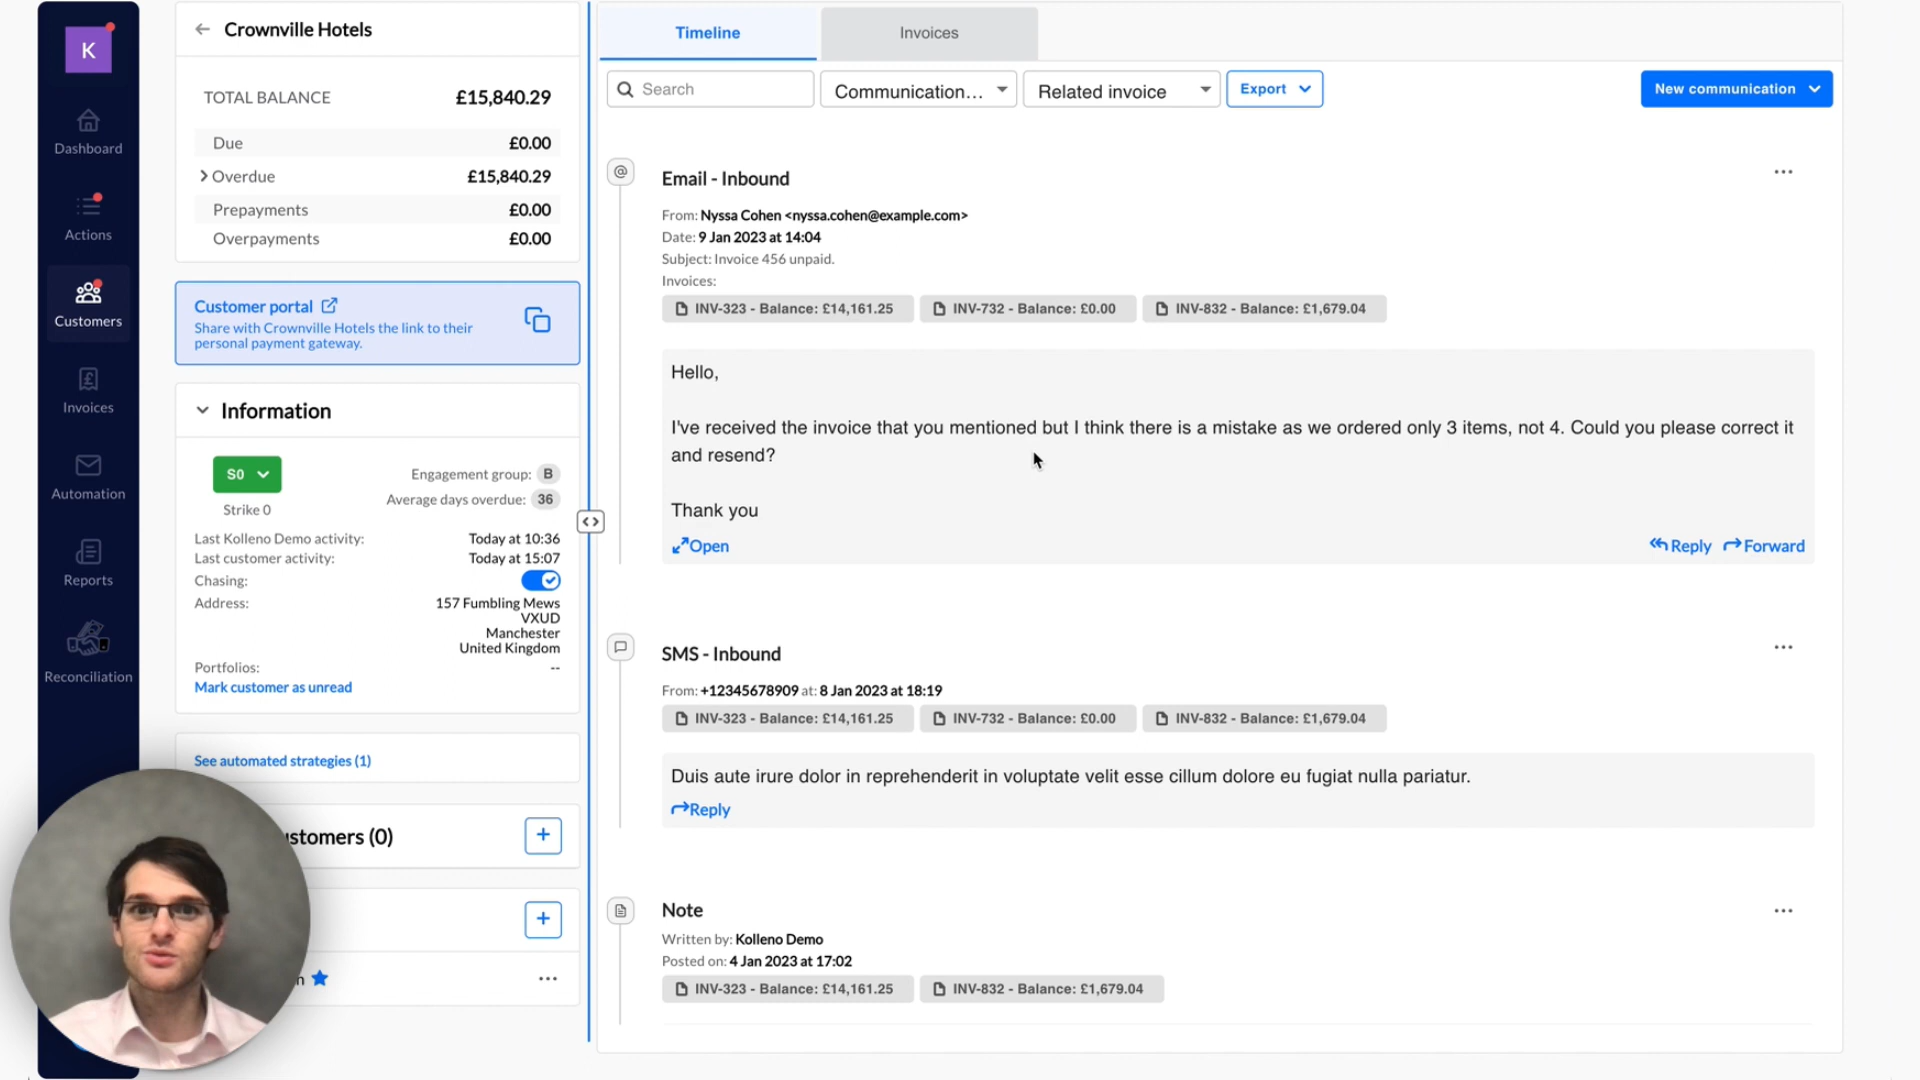 K
Dashboard
Actions
Customers
Invoices
Automation
Reports
Reconciliation
Crownville Hotels
TOTAL BALANCE £15,840.29
Due £0.00
Overdue £15,840.29
Prepayments £0.00
Overpayments £0.00
Customer portal
Share with Crownville Hotels the link to their
personal payment gateway.
Information
S0
Strike 0
Engagement group: B
Average days overdue: 36
Last Kolleno Demo activity: Today at 10:36
Last customer activity: Today at 15:07
Chasing:
Address: 157 Fumbling Mews
VXUD
Manchester
United Kingdom
Portfolios: --
Mark customer as unread
See automated strategies (1)
ustomers (0)
n
Timeline
Invoices
Search
Communication...
Related invoice
Export
New communication
Email - Inbound
From: Nyssa Cohen <nyssa.cohen@example.com>
Date: 9 Jan 2023 at 14:04
Subject: Invoice 456 unpaid.
Invoices:
INV-323 - Balance: £14,161.25 INV-732 - Balance: £0.00 INV-832 - Balance: £1,679.04
Hello,
I've received the invoice that you mentioned but I think there is a mistake as we ordered only 3 items, not 4. Could you please correct it
and resend?
Thank you
Open Reply Forward
SMS - Inbound
From: +12345678909 at: 8 Jan 2023 at 18:19
INV-323 - Balance: £14,161.25 INV-732 - Balance: £0.00 INV-832 - Balance: £1,679.04
Duis aute irure dolor in reprehenderit in voluptate velit esse cillum dolore eu fugiat nulla pariatur.
Reply
Note
Written by: Kolleno Demo
Posted on: 4 Jan 2023 at 17:02
INV-323 - Balance: £14,161.25 INV-832 - Balance: £1,679.04